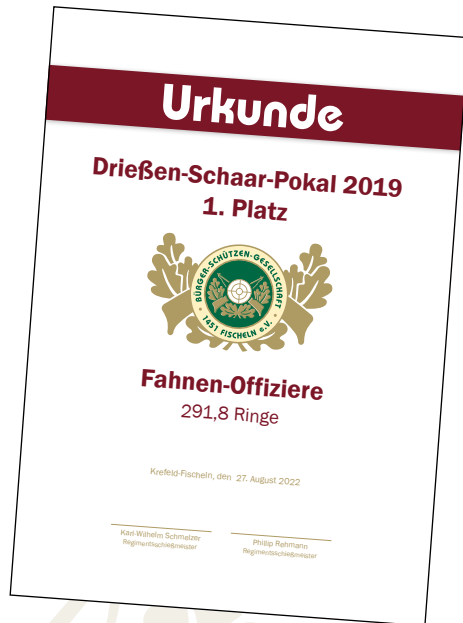 Urkunde
Drießen-Schaar-Pokal 2019
1. Platz
BÜRGER-SCHÜTZEN-GESELLSCHAFT
1451 FISCHELN e.V.
Fahnen-Offiziere
291,8 Ringe
Krefeld-Fischeln, den 27. August 2022
Karl-Wilhelm Schmelzer
Regimentsschießmeister
Philip Rehmann
Regimentsschießmeister